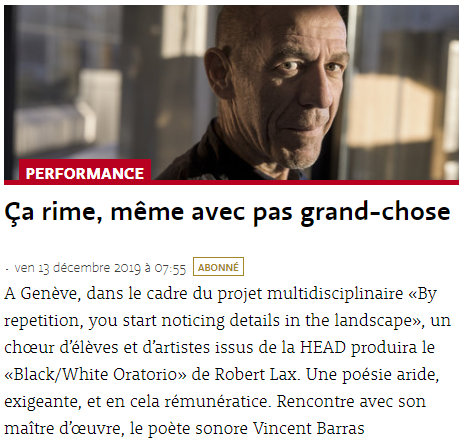 PERFORMANCE
Ça rime, même avec pas grand-chose
· ven 13 décembre 2019 à 07:55 ABONNÉ
A Genève, dans le cadre du projet multidisciplinaire «By
repetition, you start noticing details in the landscape», un
chœur d'élèves et d'artistes issus de la HEAD produira le
«Black/White Oratorio» de Robert Lax. Une poésie aride,
exigeante, et en cela rémunératice. Rencontre avec son
maître d'œuvre, le poète sonore Vincent Barras